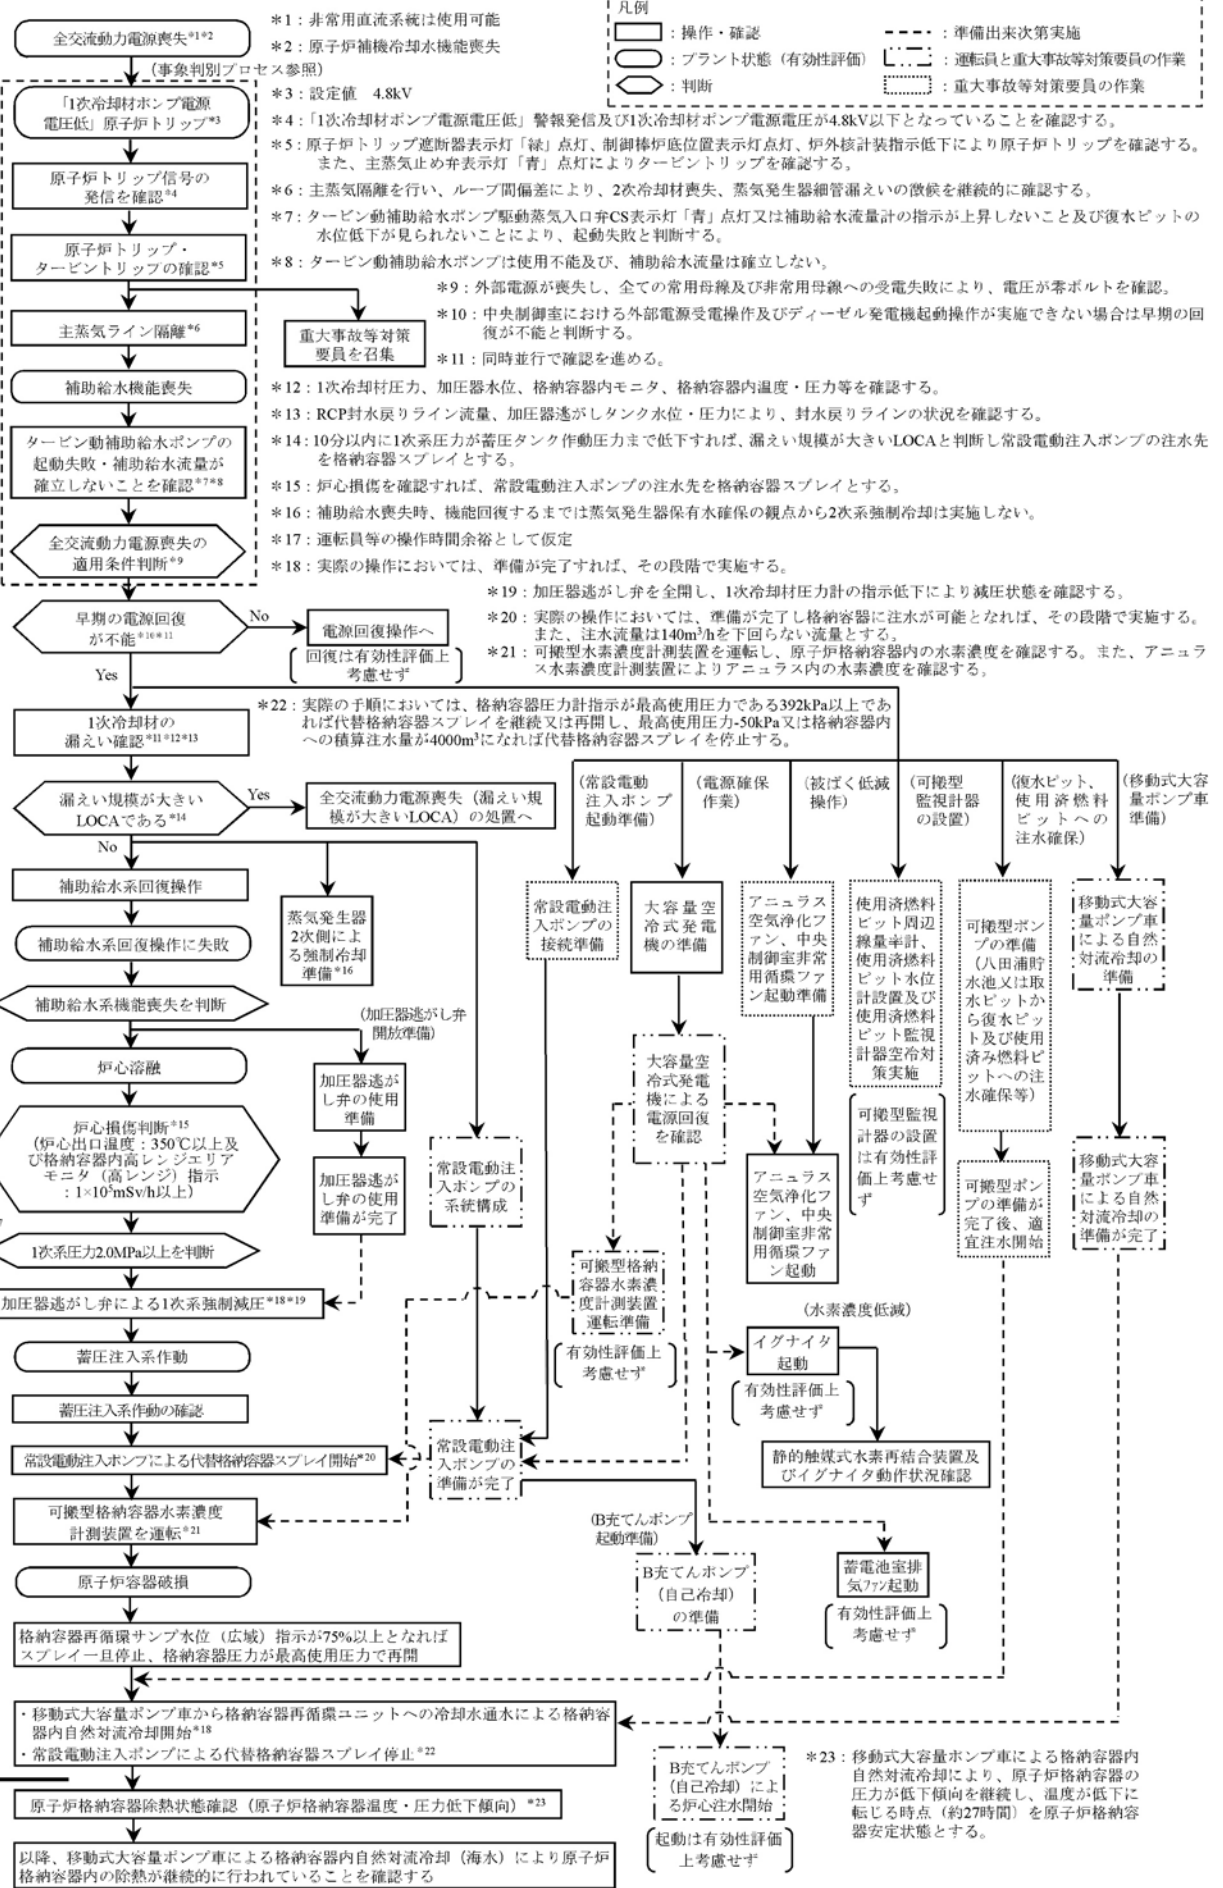 凡例
：操作・確認
：プラント状態（有効性評価）
：判断
：準備出来次第実施
：運転員と重大事故等対策要員の作業
：重大事故等対策要員の作業
＊1：非常用直流系統は使用可能
＊2：原子炉補機冷却水機能喪失
全交流動力電源喪失＊1＊2
（事象判別プロセス参照）
＊3：設定値　4.8kV
＊4：「1次冷却材ポンプ電源電圧低」警報発信及び1次冷却材ポンプ電源電圧が4.8kV以下となっていることを確認する。
＊5：原子炉トリップ遮断器表示灯「緑」点灯、制御棒炉底位置表示灯点灯、炉外核計装指示低下により原子炉トリップを確認する。
また、主蒸気止め弁表示灯「青」点灯によりタービントリップを確認する。
＊6：主蒸気隔離を行い、ループ間偏差により、2次冷却材喪失、蒸気発生器細管漏えいの徴候を継続的に確認する。
＊7：タービン動補助給水ポンプ駆動蒸気入口弁CS表示灯「青」点灯又は補助給水流量計の指示が上昇しないこと及び復水ピットの
水位低下が見られないことにより、起動失敗と判断する。
＊8：タービン動補助給水ポンプは使用不能及び、補助給水流量は確立しない。
＊9：外部電源が喪失し、全ての常用母線及び非常用母線への受電失敗により、電圧が零ボルトを確認。
＊10：中央制御室における外部電源受電操作及びディーゼル発電機起動操作が実施できない場合は早期の回
復が不能と判断する。
＊11：同時並行で確認を進める。
＊12：1次冷却材圧力、加圧器水位、格納容器内モニタ、格納容器内温度・圧力等を確認する。
＊13：RCP封水戻りライン流量、加圧器逃がしタンク水位・圧力により、封水戻りラインの状況を確認する。
＊14：10分以内に1次系圧力が蓄圧タンク作動圧力まで低下すれば、漏えい規模が大きいLOCAと判断し常設電動注入ポンプの注水先
を格納容器スプレイとする。
＊15：炉心損傷を確認すれば、常設電動注入ポンプの注水先を格納容器スプレイとする。
＊16：補助給水喪失時、機能回復するまでは蒸気発生器保有水確保の観点から2次系強制冷却は実施しない。
＊17：運転員等の操作時間余裕として仮定
＊18：実際の操作においては、準備が完了すれば、その段階で実施する。
＊19：加圧器逃がし弁を全開し、1次冷却材圧力計の指示低下により減圧状態を確認する。
＊20：実際の操作においては、準備が完了し格納容器に注水が可能となれば、その段階で実施する。
また、注水流量は140m³/hを下回らない流量とする。
＊21：可搬型水素濃度計測装置を運転し、原子炉格納容器内の水素濃度を確認する。また、アニュラ
ス水素濃度計測装置によりアニュラス内の水素濃度を確認する。
＊22：実際の手順においては、格納容器圧力計指示が最高使用圧力である392kPa以上であ
れば代替格納容器スプレイを継続又は再開し、最高使用圧力-50kPa又は格納容器内
への積算注水量が4000m³になれば代替格納容器スプレイを停止する。
「1次冷却材ポンプ電源
電圧低」原子炉トリップ＊3
原子炉トリップ信号の
発信を確認＊4
原子炉トリップ・
タービントリップの確認＊5
主蒸気ライン隔離＊6
重大事故等対策
要員を召集
補助給水機能喪失
タービン動補助給水ポンプの
起動失敗・補助給水流量が
確立しないことを確認＊7＊8
全交流動力電源喪失の
適用条件判断＊9
早期の電源回復
が不能＊10＊11
No
電源回復操作へ
回復は有効性評価上
考慮せず
Yes
1次冷却材の
漏えい確認＊11＊12＊13
漏えい規模が大きい
LOCAである＊14
Yes
全交流動力電源喪失（漏えい規
模が大きいLOCA）の処置へ
No
補助給水系回復操作
補助給水系回復操作に失敗
補助給水系機能喪失を判断
蒸気発生器
2次側によ
る強制冷却
準備＊16
（加圧器逃がし弁
開放準備）
加圧器逃が
し弁の使用
準備
加圧器逃が
し弁の使用
準備が完了
炉心溶融
炉心損傷判断＊15
（炉心出口温度：350℃以上及
び格納容器内高レンジエリア
モニタ（高レンジ）指示
：1×10⁵mSv/h以上）
1次系圧力2.0MPa以上を判断
加圧器逃がし弁による1次系強制減圧＊18＊19
蓄圧注入系作動
蓄圧注入系作動の確認
常設電動注入ポンプによる代替格納容器スプレイ開始＊20
可搬型格納容器水素濃度
計測装置を運転＊21
原子炉容器破損
格納容器再循環サンプ水位（広域）指示が75%以上となれば
スプレイ一旦停止、格納容器圧力が最高使用圧力で再開
・移動式大容量ポンプ車から格納容器再循環ユニットへの冷却水通水による格納容
器内自然対流冷却開始＊18
・常設電動注入ポンプによる代替格納容器スプレイ停止＊22
原子炉格納容器除熱状態確認（原子炉格納容器温度・圧力低下傾向）＊23
以降、移動式大容量ポンプ車による格納容器内自然対流冷却（海水）により原子炉
格納容器内の除熱が継続的に行われていることを確認する
（常設電動
注入ポンプ
起動準備）
常設電動注
入ポンプの
接続準備
常設電動注
入ポンプの
系統構成
常設電動注
入ポンプの
準備が完了
（電源確保
作業）
大容量空
冷式発電
機の準備
大容量空
冷式発電
機による
電源回復
を確認
可搬型格納
容器水素濃
度計測装置
運転準備
有効性評価上
考慮せず
（被ばく低減
操作）
アニュラス
空気浄化フ
ァン、中央
制御室非常
用循環ファ
ン起動準備
アニュラス
空気浄化フ
ァン、中央
制御室非常
用循環ファ
ン起動
（可搬型
監視計器
の設置）
使用済燃料
ピット周辺
線量率計、
使用済燃料
ピット水位
計設置及び
使用済燃料
ピット監視
計器空冷対
策実施
可搬型監視
計器の設置
は有効性評
価上考慮せ
ず
（復水ピット、
使用済燃料
ピットへの
注水確保）
可搬型ポン
プの準備
（八田浦貯
水池又は取
水ピットか
ら復水ピッ
ト及び使用
済み燃料ピ
ットへの注
水確保等）
可搬型ポン
プの準備が
完了後、適
宜注水開始
（移動式大容
量ポンプ車
準備）
移動式大容
量ポンプ車
による自然
対流冷却の
準備
移動式大容
量ポンプ車
による自然
対流冷却の
準備が完了
（水素濃度低減）
イグナイタ
起動
有効性評価上
考慮せず
静的触媒式水素再結合装置及
びイグナイタ動作状況確認
（B充てんポンプ
起動準備）
B充てんポンプ
（自己冷却）
の準備
蓄電池室排
気ファン起動
有効性評価上
考慮せず
B充てんポンプ
（自己冷却）によ
る炉心注水開始
起動は有効性評価
上考慮せず
＊23：移動式大容量ポンプ車による格納容器内
自然対流冷却により、原子炉格納容器の
圧力が低下傾向を継続し、温度が低下に
転じる時点（約27時間）を原子炉格納容
器安定状態とする。